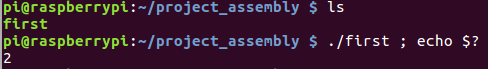 pi@raspberrypi:~/project_assembly $ ls
first
pi@raspberrypi:~/project_assembly $ ./first ; echo $?
2